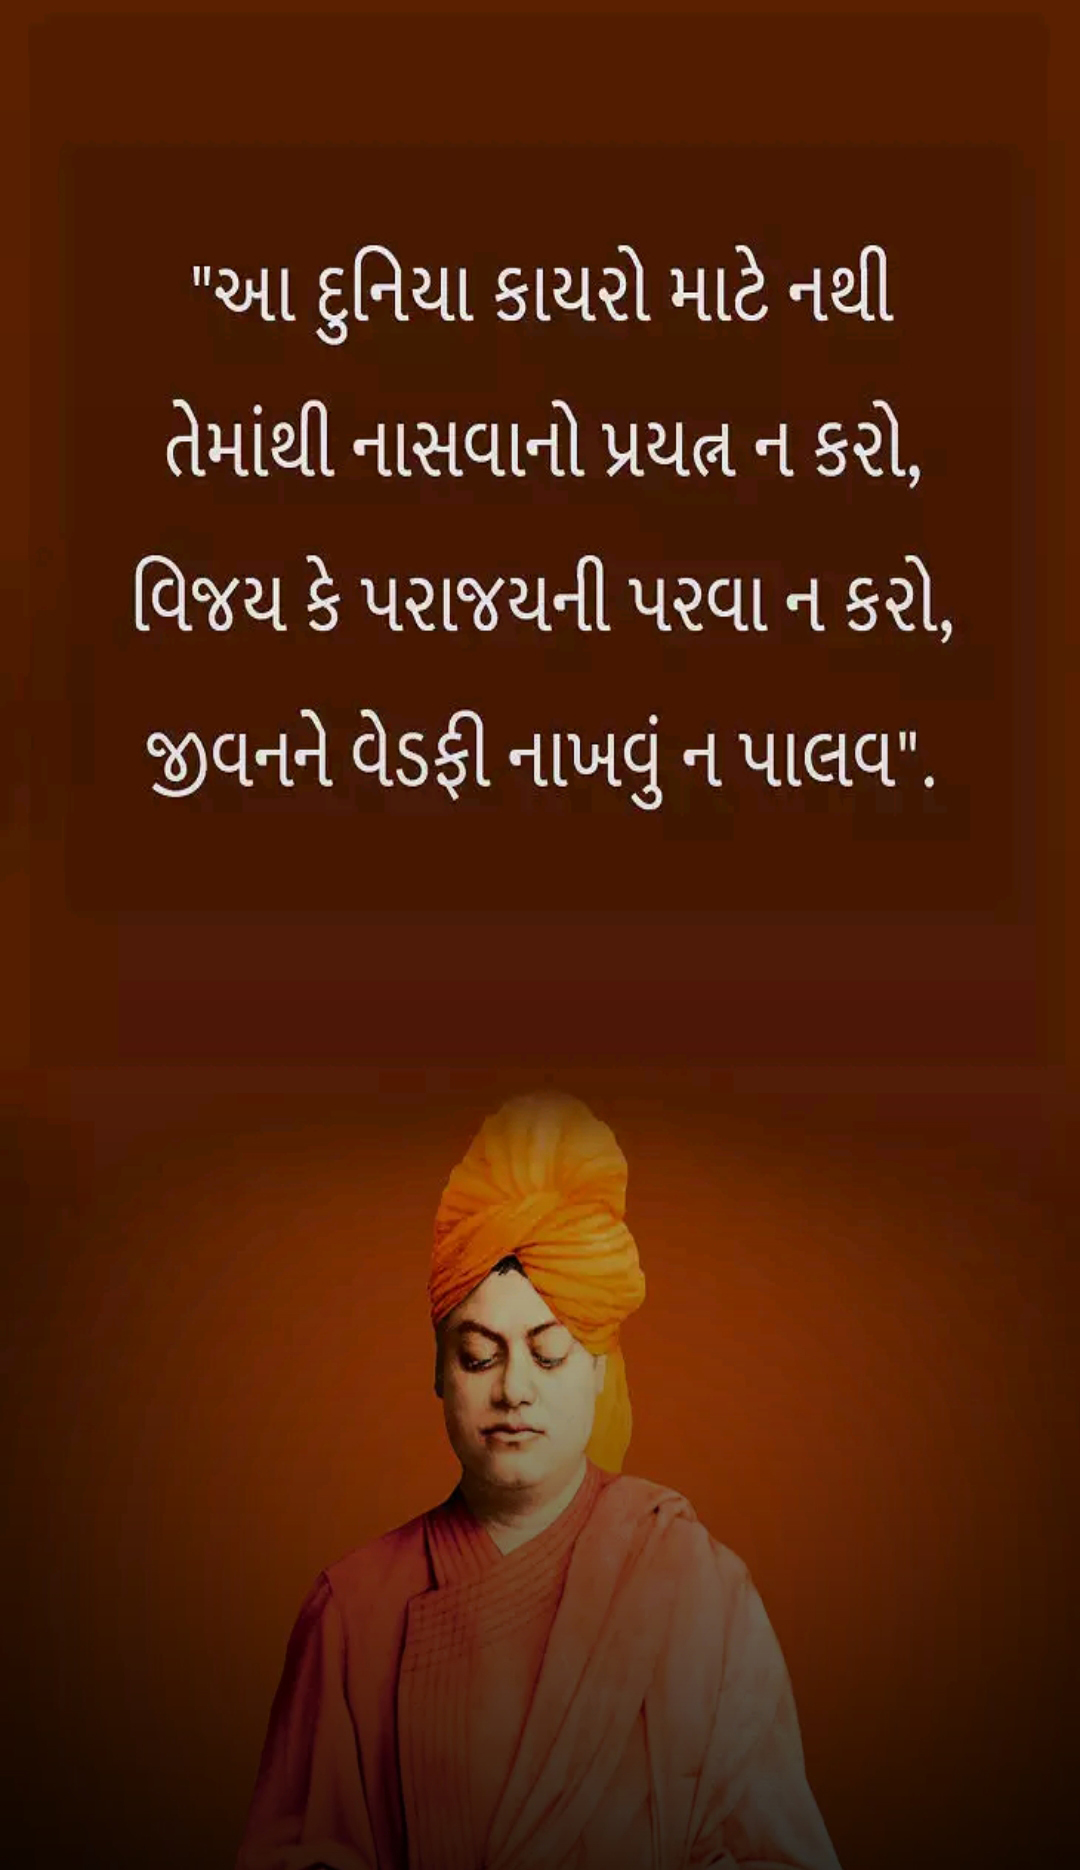 "આ દુનિયા કાયરો માટે નથી
તેમાંથી નાસવાનો પ્રયત્ન ન કરો,
વિજય કે પરાજયની પરવા ન કરો,
જીવનને વેડફી નાખવું ન પાલવ".